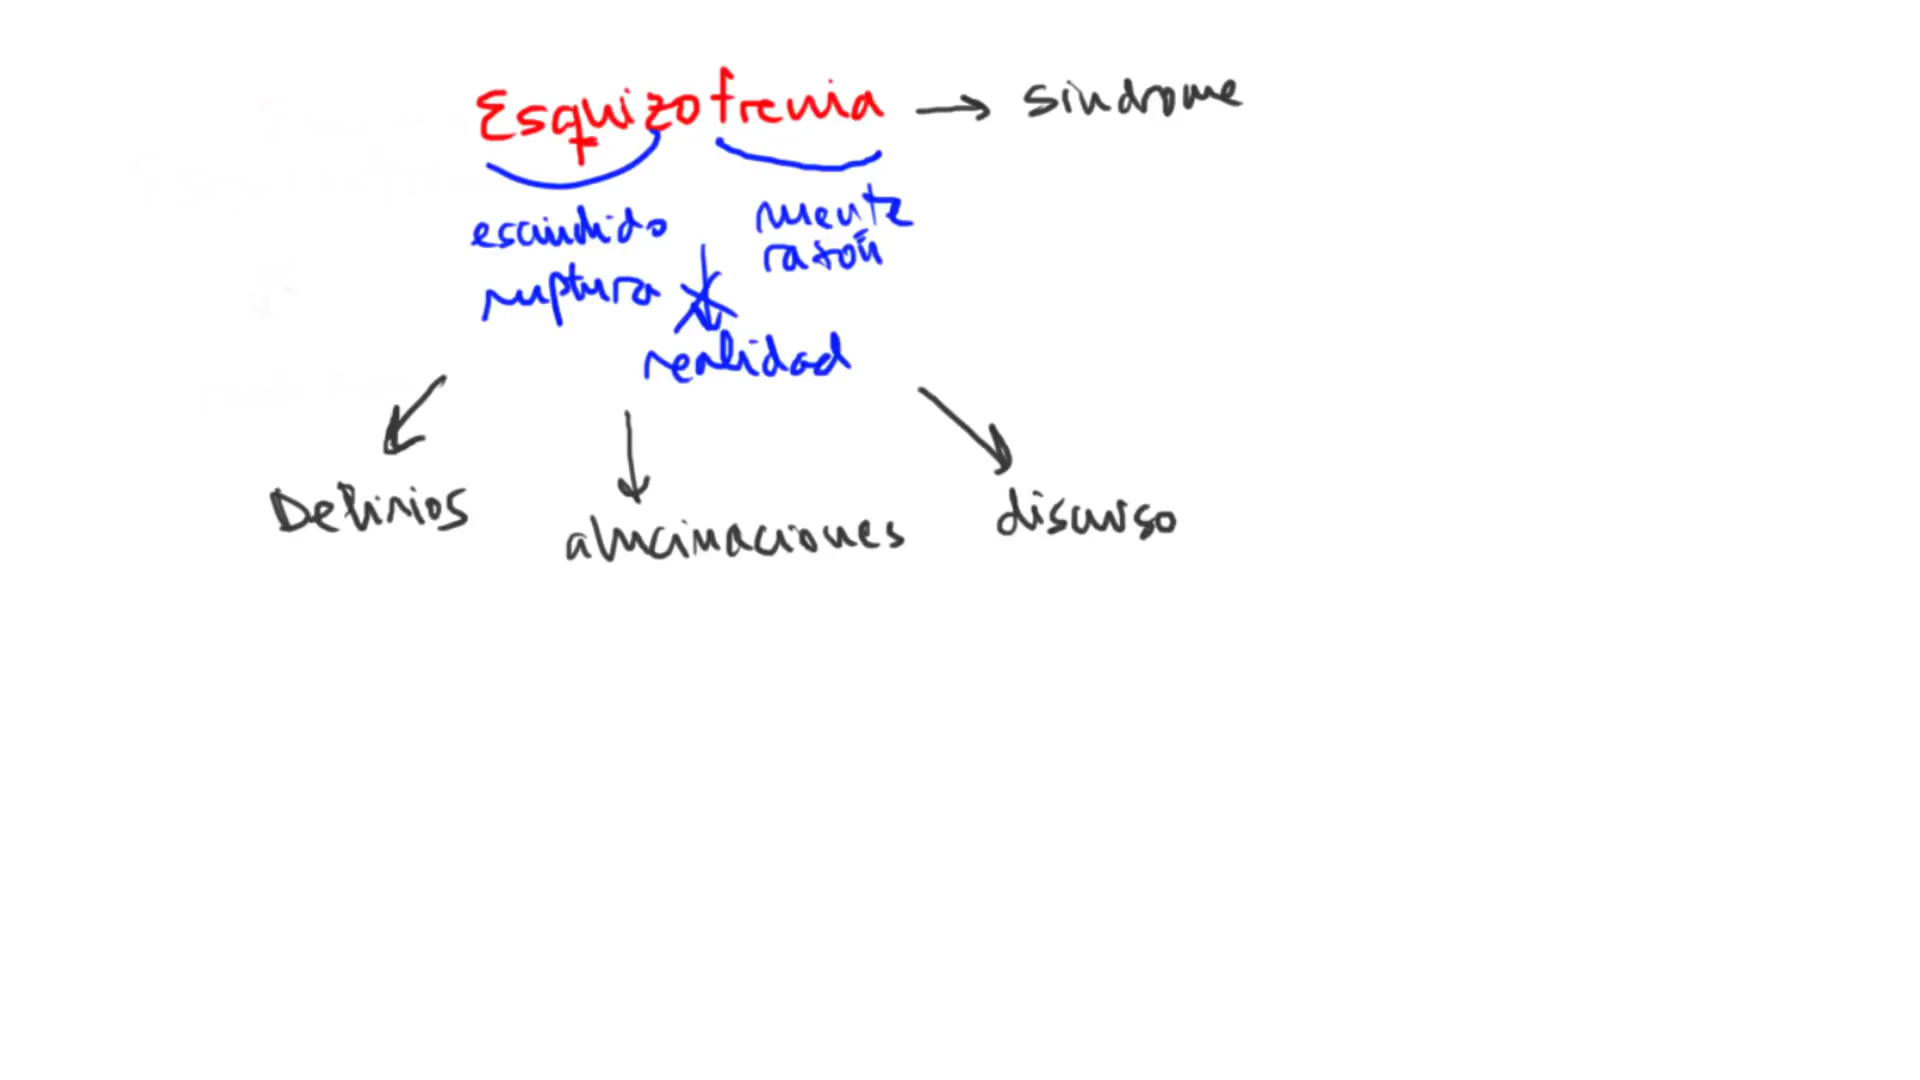 Esquizofrenia → síndrome
escindido mente
razón
ruptura
realidad
Delirios alucinaciones discurso